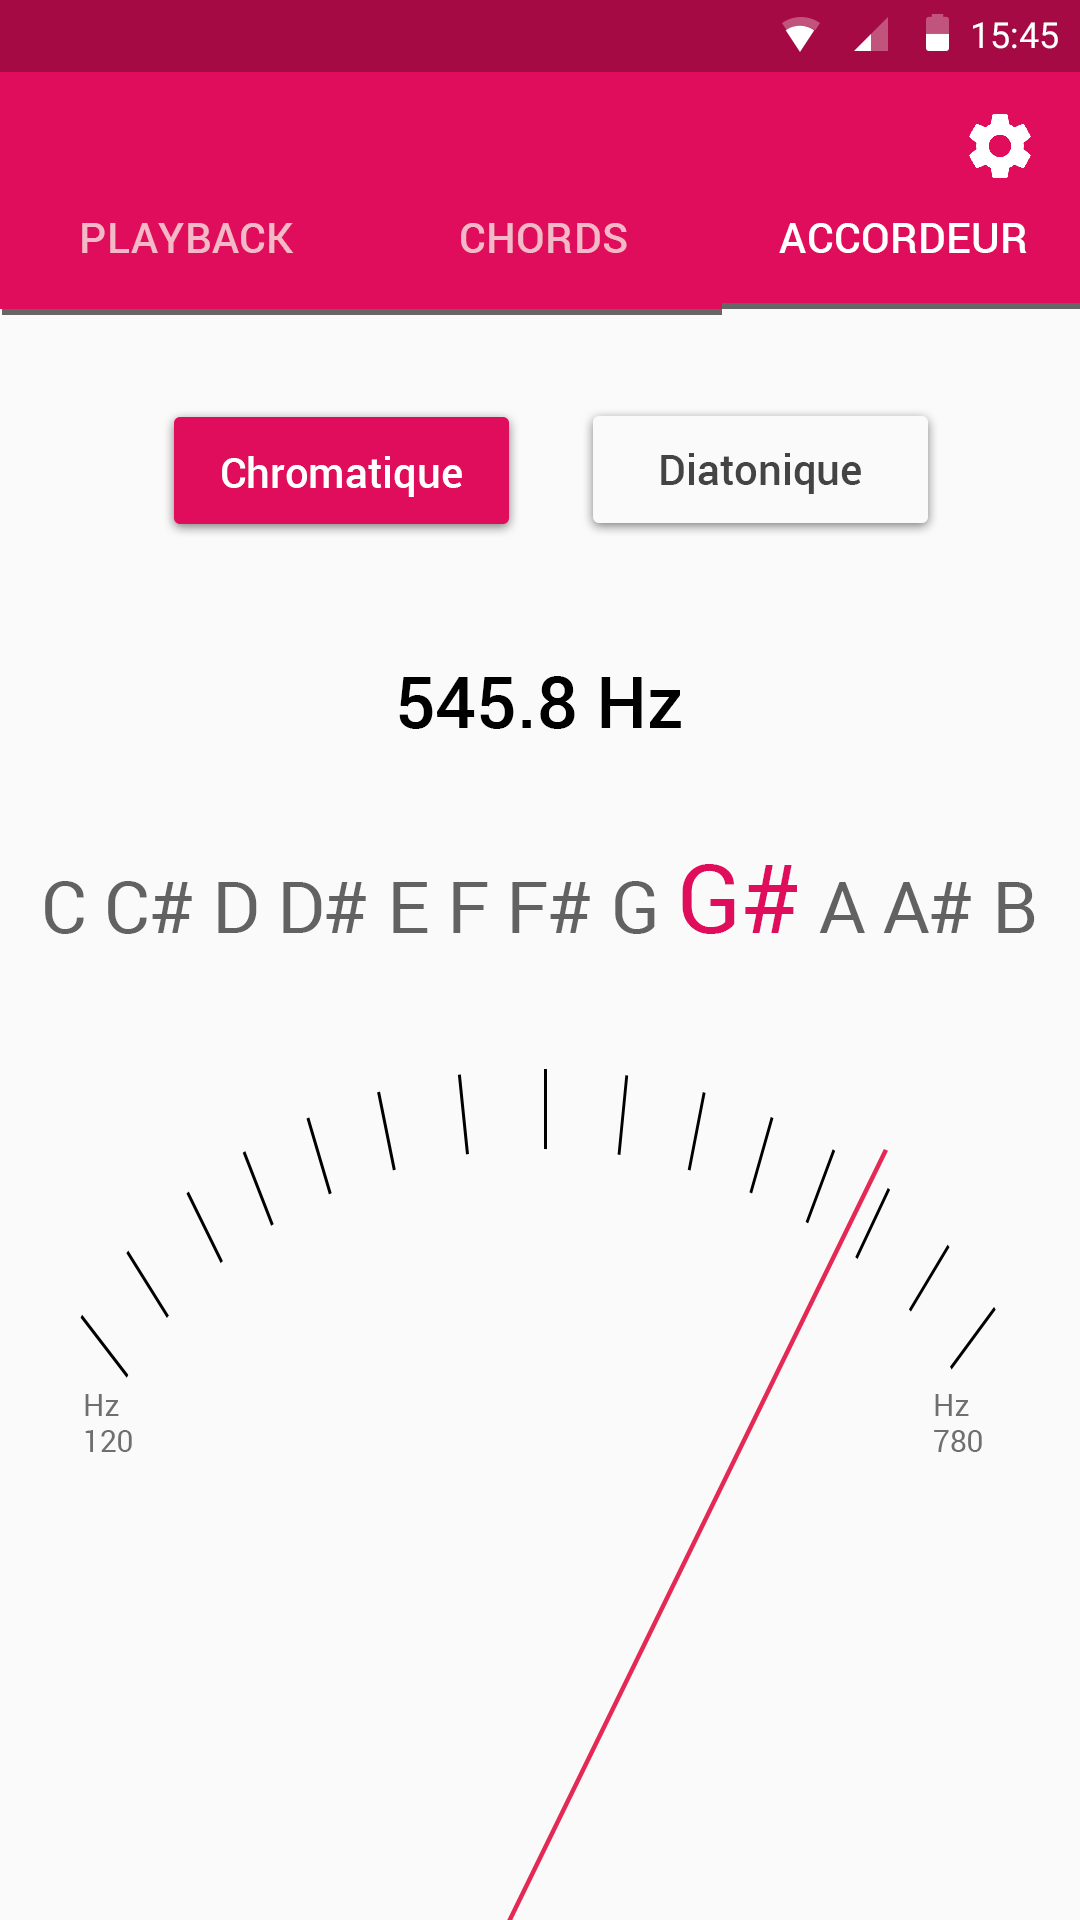 15:45
PLAYBACK CHORDS ACCORDEUR
Chromatique Diatonique
545.8 Hz
C C# D D# E F F# G G# A A# B
Hz Hz
120 780